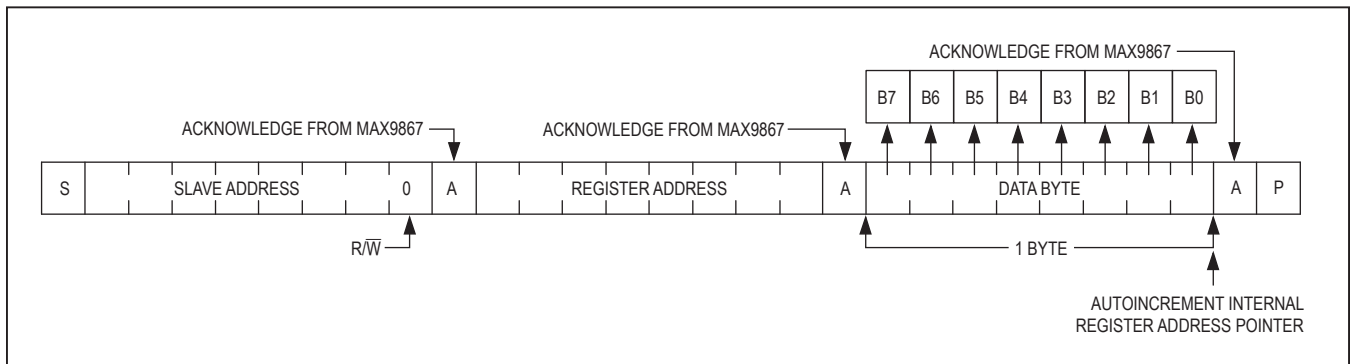 ACKNOWLEDGE FROM MAX9867
B7 B6 B5 B4 B3 B2 B1 B0
ACKNOWLEDGE FROM MAX9867 ACKNOWLEDGE FROM MAX9867
S SLAVE ADDRESS 0 A REGISTER ADDRESS A DATA BYTE A P
R/W̅ 1 BYTE
AUTOINCREMENT INTERNAL
REGISTER ADDRESS POINTER